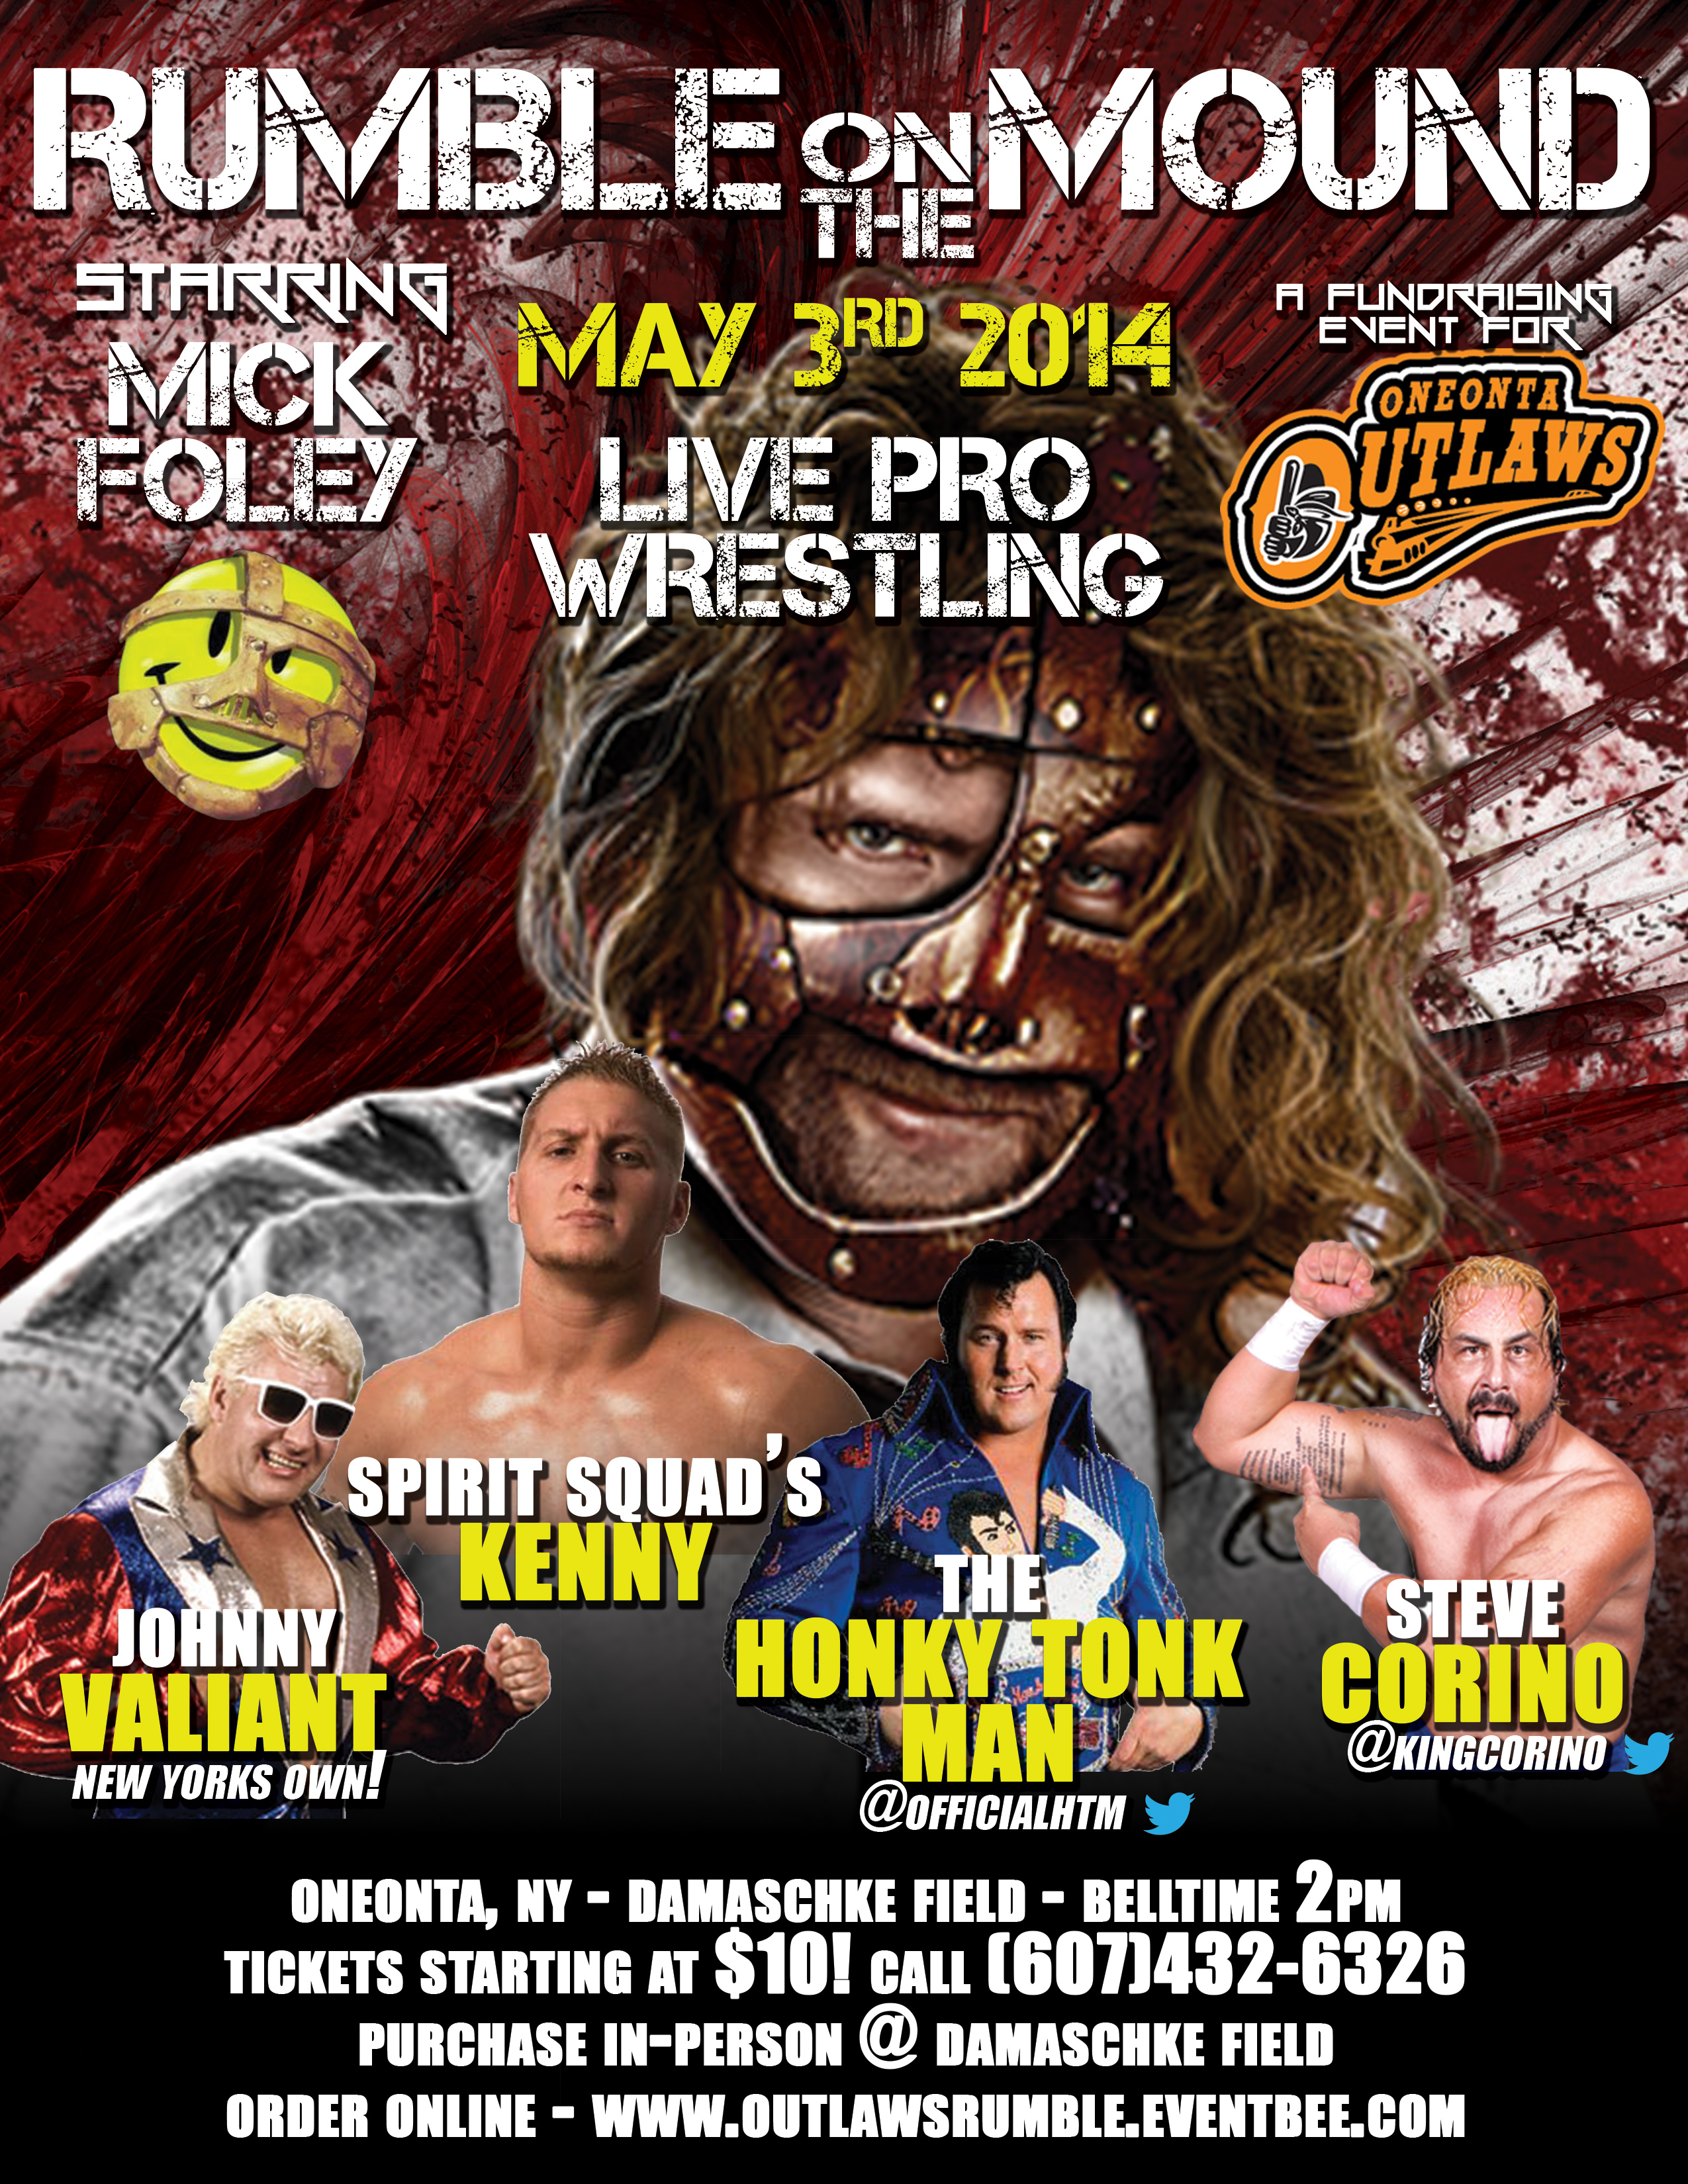 RUMBLE ON THE MOUND
STARRING
MICK
FOLEY
MAY 3RD 2014
LIVE PRO
WRESTLING
A FUNDRAISING
EVENT FOR
ONEONTA
OUTLAWS
SPIRIT SQUAD'S
KENNY
JOHNNY
VALIANT
NEW YORKS OWN!
THE
HONKY TONK
MAN
@OFFICIALHTM
STEVE
CORINO
@KINGCORINO
ONEONTA, NY - DAMASCHKE FIELD - BELLTIME 2PM
TICKETS STARTING AT $10! CALL (607)432-6326
PURCHASE IN-PERSON @ DAMASCHKE FIELD
ORDER ONLINE - WWW.OUTLAWSRUMBLE.EVENTBEE.COM